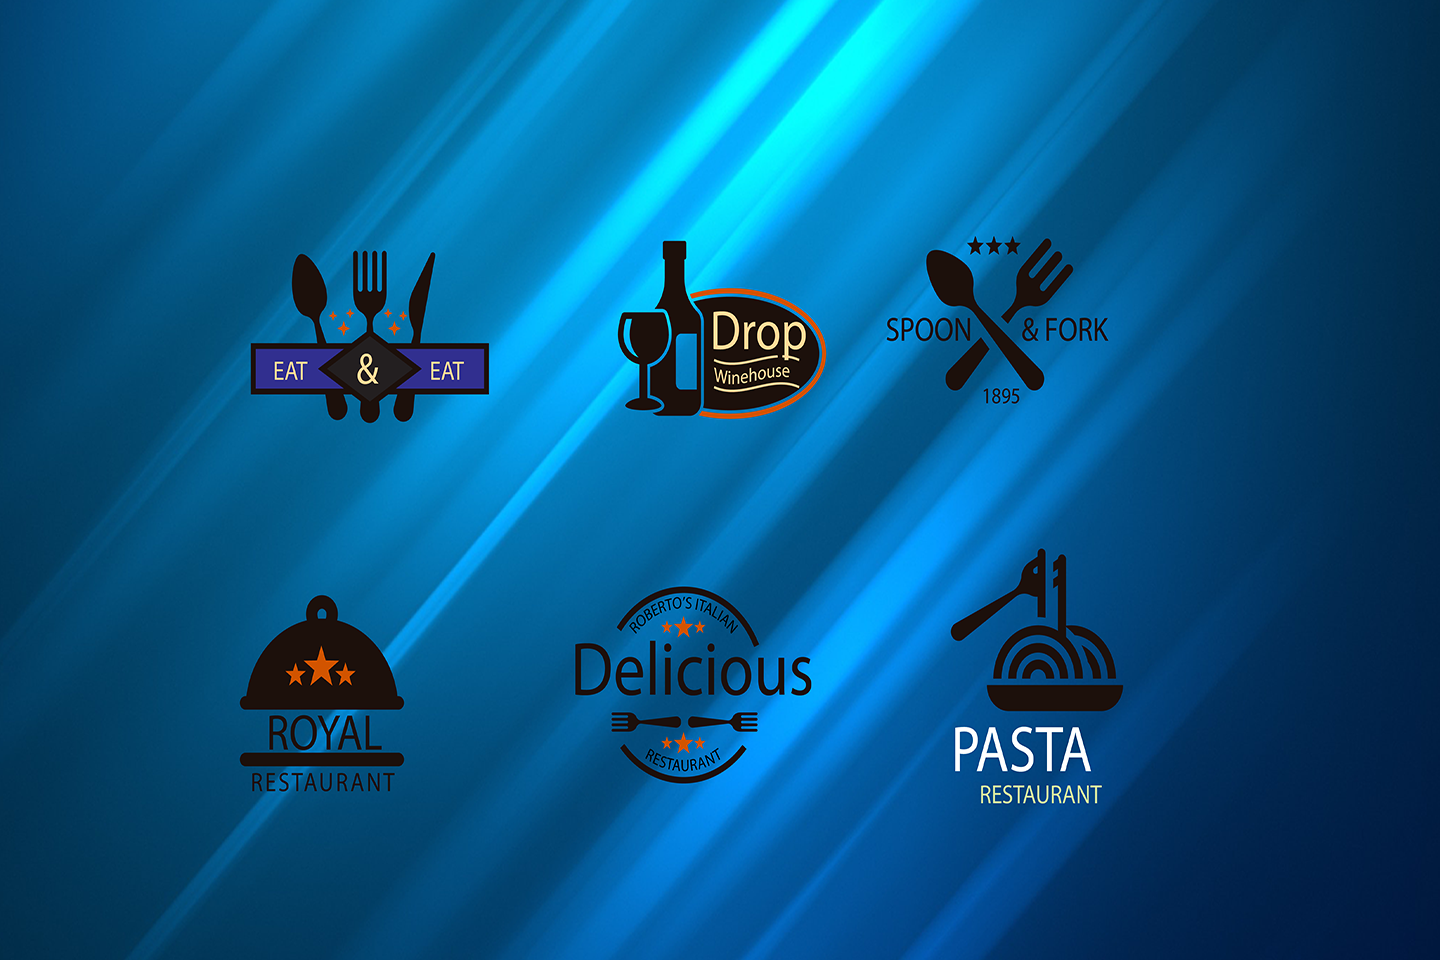 EAT & EAT
Drop
Winehouse
SPOON & FORK
1895
ROYAL
RESTAURANT
ROBERTO'S ITALIAN
Delicious
RESTAURANT
PASTA
RESTAURANT